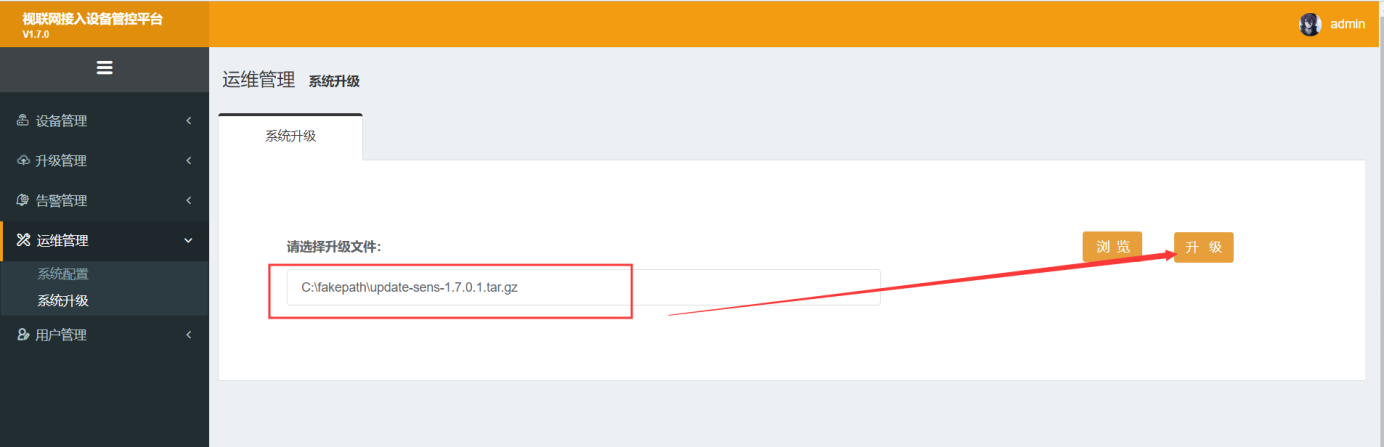 视联网接入设备管控平台
V1.7.0
admin
运维管理 系统升级
系统升级
设备管理
升级管理
告警管理
运维管理
系统配置
系统升级
用户管理
请选择升级文件:
浏 览
升 级
C:\fakepath\update-sens-1.7.0.1.tar.gz